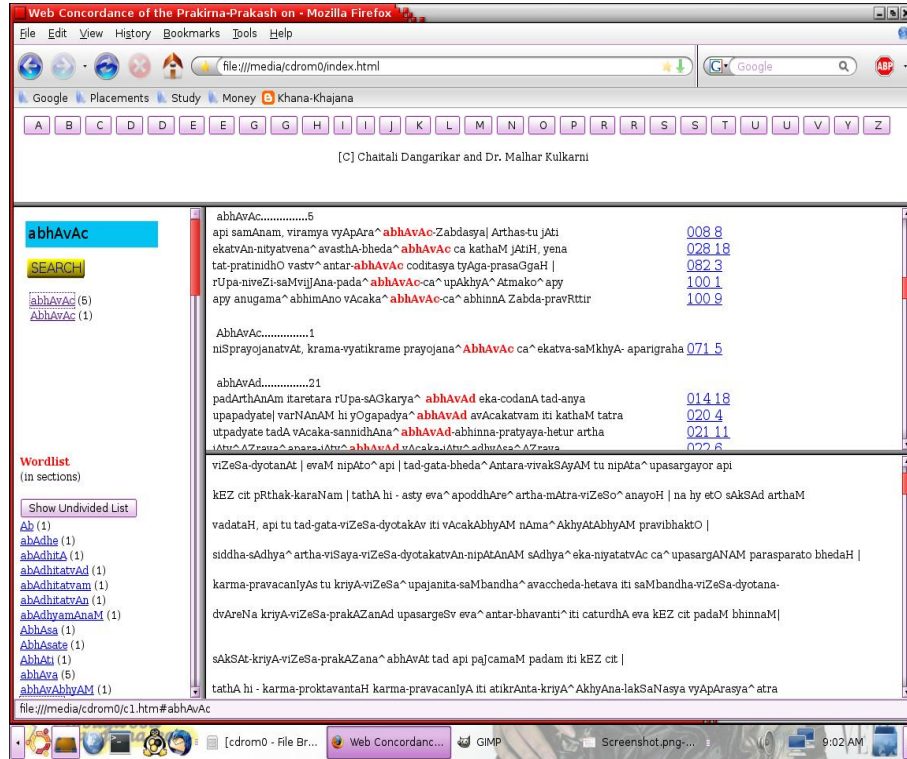 Web Concordance of the Prakirna-Prakash on - Mozilla Firefox
File Edit View History Bookmarks Tools Help
file:///media/cdrom0/index.html
G Google
ABP
Google Placements Study Money Khana-Khajana
A B C D D E E G G H I I J K L M N O P R R S S T U U V Y Z
[C] Chaitali Dangarikar and Dr. Malhar Kulkarni
abhAvAc
SEARCH
abhAvAc (5)
AbhAvAc (1)
abhAvAc...............5
api samAnam, viramya vyApAra^abhAvAc-Zabdasya| Arthas-tu jAti 008 8
ekatvAn-nityatvena^avasthA-bheda^abhAvAc ca kathaM jAtiH, yena 028 18
tat-pratinidhO vastv^antar-abhAvAc coditasya tyAga-prasaGgaH | 082 3
rUpa-niveZi-saMvijJAna-pada^abhAvAc-ca^upAkhyA^Atmako^apy 100 1
apy anugama^abhimAno vAcaka^abhAvAc-ca^abhinnA Zabda-pravRttir 100 9
AbhAvAc...............1
niSprayojanatvAt, krama-vyatikrame prayojana^AbhAvAc ca^ekatva-saMkhyA- aparigraha 071 5
abhAvAd...............21
padArthAnAm itaretara rUpa-sAGkarya^ abhAvAd eka-codanA tad-anya 014 18
upapadyate| varNAnAM hi yOgapadya^abhAvAd avAcakatvam iti kathaM tatra 020 4
utpadyate tadA vAcaka-sannidhAna^abhAvAd-abhinna-pratyaya-hetur artha 021 11
jAty^AZraya^apara-jAty^abhAvAd vAcaka-jAty^adhyAsa^AZraya 022 6
Wordlist
(in sections)
Show Undivided List
Ab (1)
abAdhe (1)
abAdhitA (1)
abAdhitatvAd (1)
abAdhitatvam (1)
abAdhitatvAn (1)
abAdhyamAnaM (1)
AbhAsa (1)
AbhAsate (1)
AbhAti (1)
abhAva (5)
abhAvAbhyAM (1)
viZeSa-dyotanAt | evaM nipAto^api | tad-gata-bheda^Antara-vivakSAyAM tu nipAta^upasargayor api
kEZ cit pRthak-karaNam | tathA hi - asty eva^apoddhAre^artha-mAtra-viZeSo^anayoH | na hy etO sAkSAd arthaM
vadataH, api tu tad-gata-viZeSa-dyotakAv iti vAcakAbhyAM nAma^AkhyAtAbhyAM pravibhaktO |
siddha-sAdhya^artha-viSaya-viZeSa-dyotakatvAn-nipAtAnAM sAdhya^eka-niyatatvAc ca^upasargANAM parasparato bhedaH |
karma-pravacanIyAs tu kriyA-viZeSa^upajanita-saMbandha^avaccheda-hetava iti saMbandha-viZeSa-dyotana-
dvAreNa kriyA-viZeSa-prakAZanAd upasargeSv eva^antar-bhavanti^iti caturdhA eva kEZ cit padaM bhinnaM|
sAkSAt-kriyA-viZeSa-prakAZana^abhAvAt tad api paJcamaM padam iti kEZ cit |
tathA hi - karma-proktavantaH karma-pravacanIyA iti atikrAnta-kriyA^AkhyAna-lakSaNasya vyApArasya^atra
file:///media/cdrom0/c1.htm#abhAvAc
[cdrom0 - File Br... Web Concordanc... GIMP Screenshot.png-... 9:02 AM